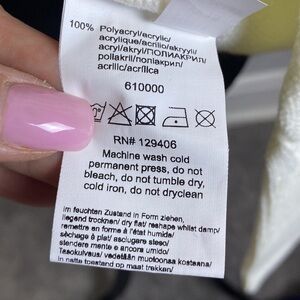 100% Polyacryl/acrylic/
acrylique/acrilico/akryyli/
acryl/akryl/ПОЛИАКРИЛ/
poliakril/полиакрил/
acrilic/acrílica
610000
RN# 129406
Machine wash cold
permanent press, do not
bleach, do not tumble dry,
cold iron, do not dryclean
Im feuchten Zustand in Form ziehen,
liegend trocknen/ dry flat/ reshape whilst damp/
remettre en forme à l'état humide/
séchage à plat/ asciugare steso/
stendere mentre è ancora umido/
Tasokuivaus/ vedetään muotoonsa kosteana/
in natte toestand op maat trekken/